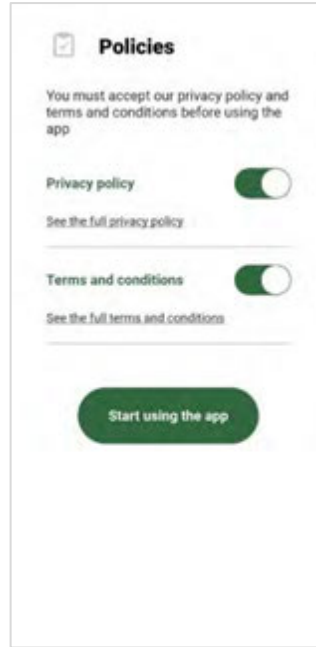 Policies
You must accept our privacy policy and
terms and conditions before using the
app
Privacy policy
See the full privacy policy
Terms and conditions
See the full terms and conditions
Start using the app